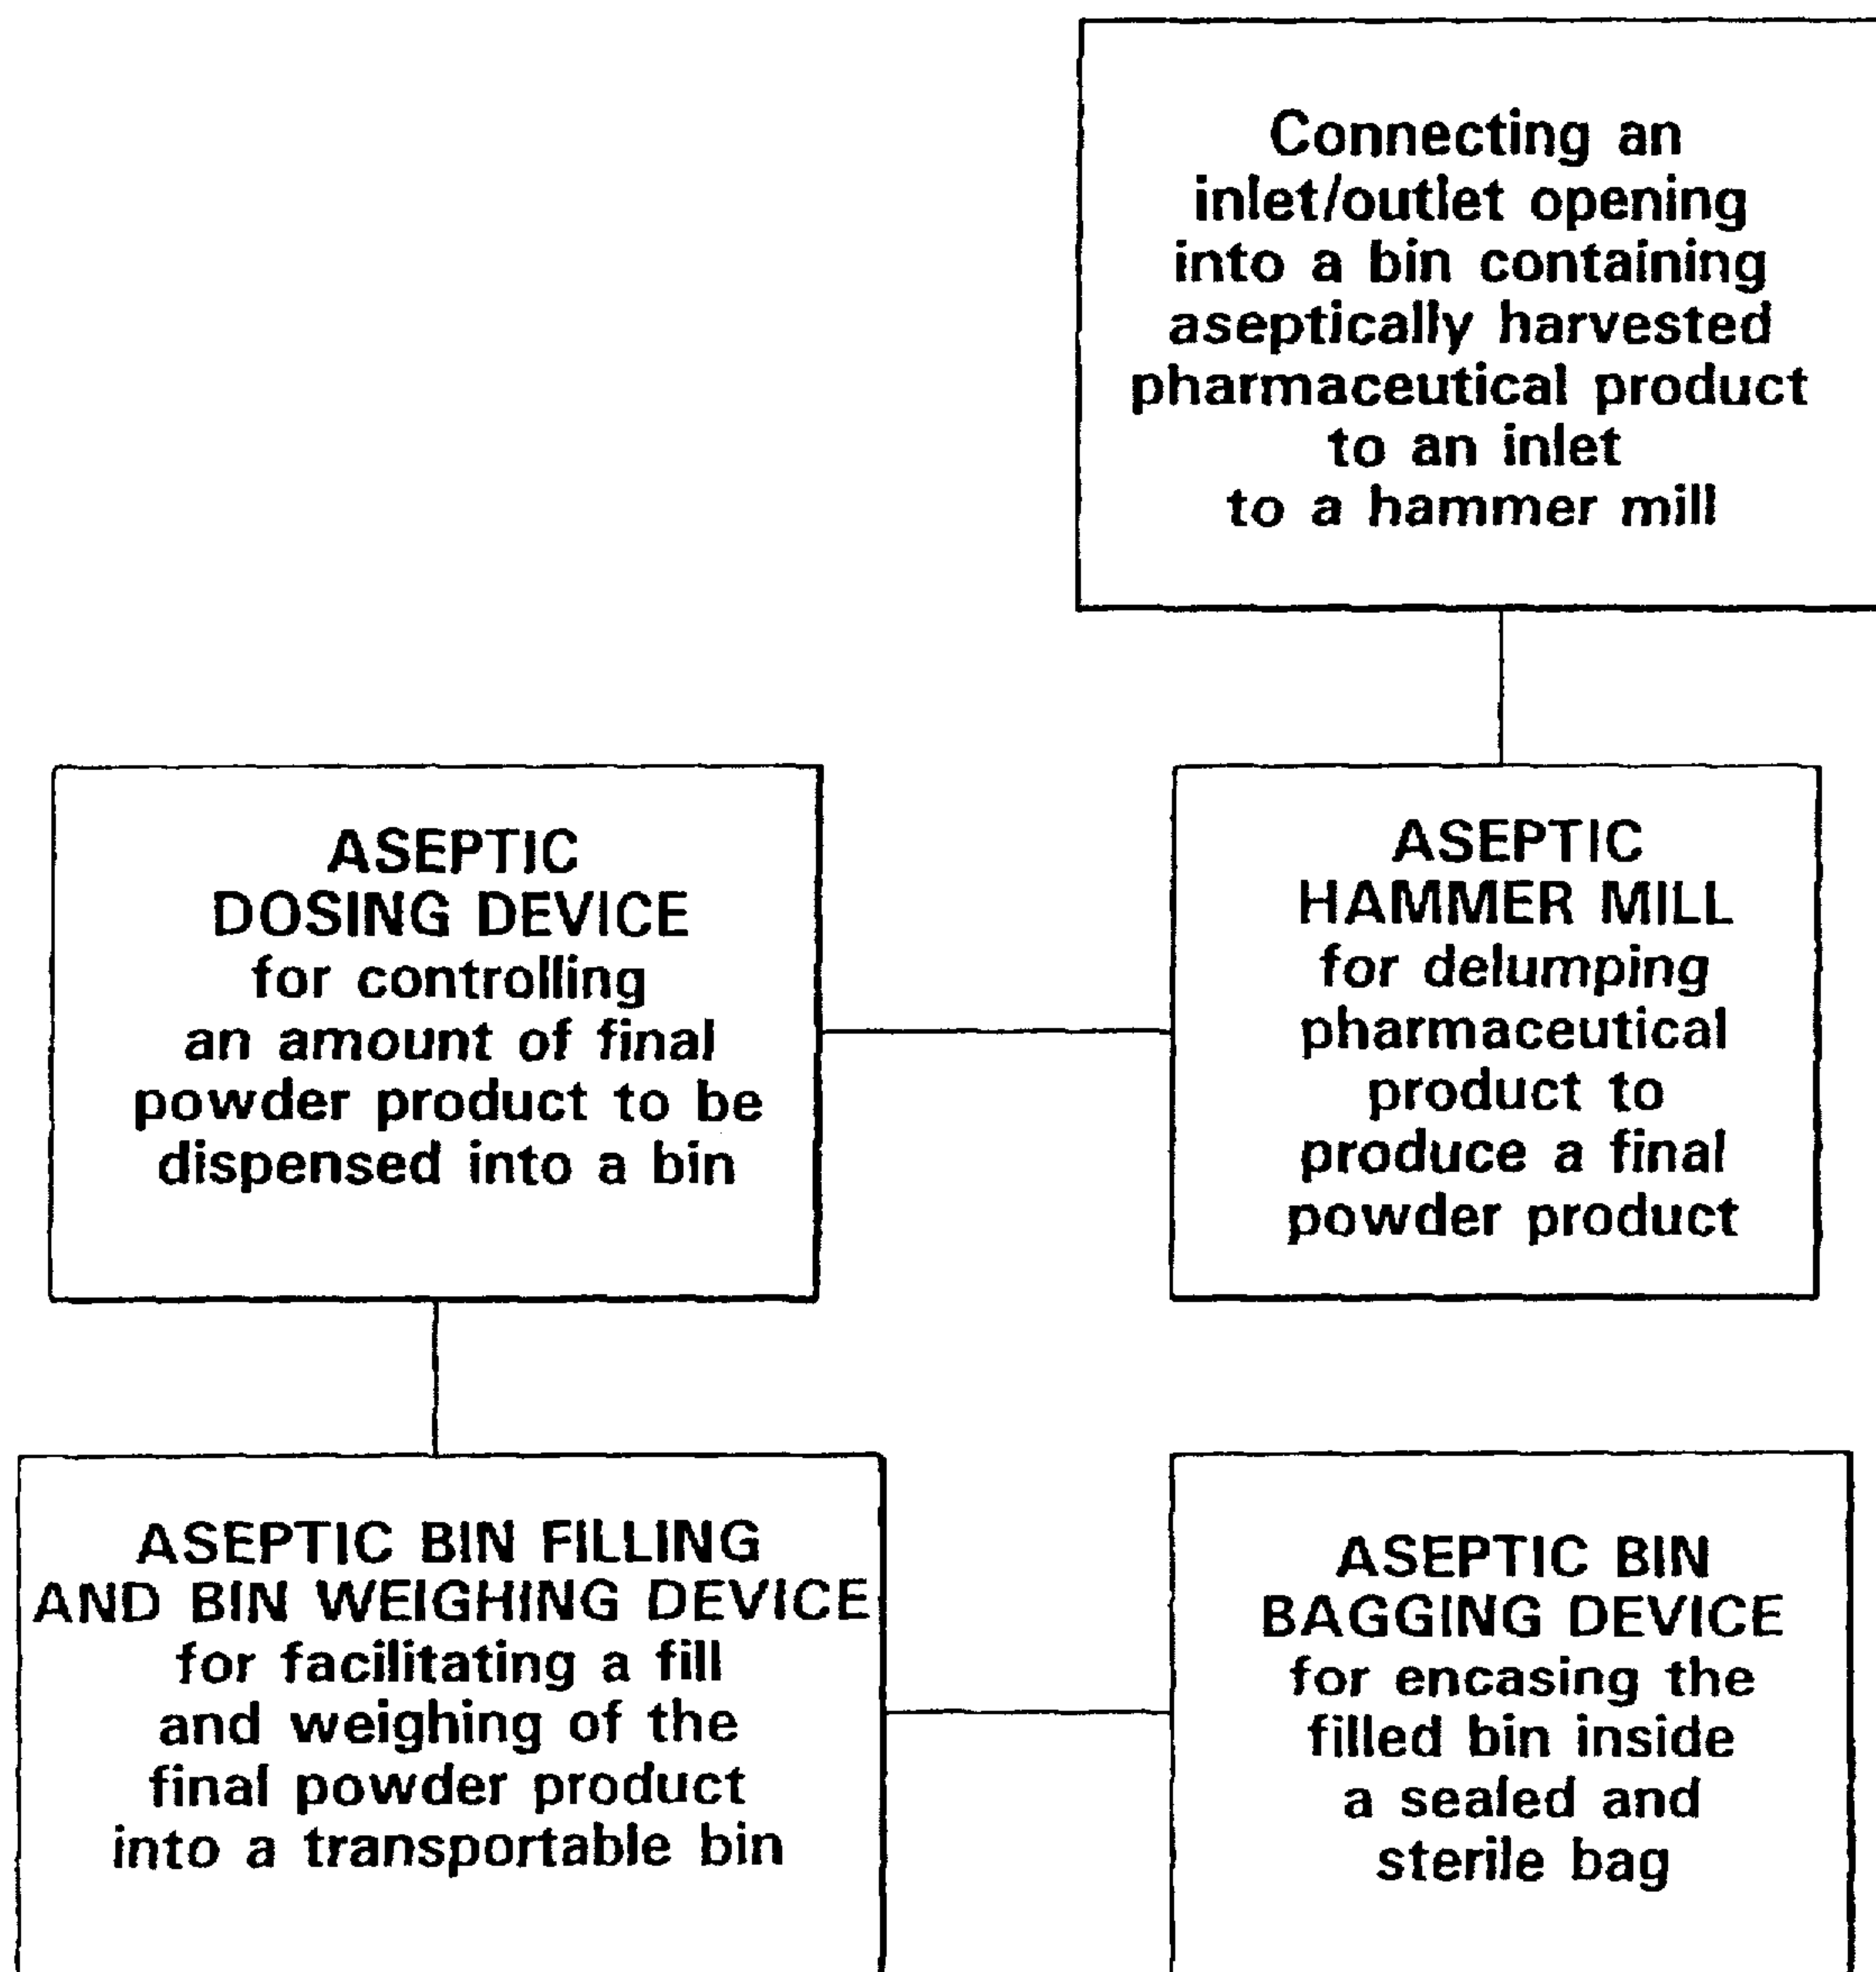 Connecting an
inlet/outlet opening
into a bin containing
aseptically harvested
pharmaceutical product
to an inlet
to a hammer mill
ASEPTIC
DOSING DEVICE
for controlling
an amount of final
powder product to be
dispensed into a bin
ASEPTIC
HAMMER MILL
for delumping
pharmaceutical
product to
produce a final
powder product
ASEPTIC BIN FILLING
AND BIN WEIGHING DEVICE
for facilitating a fill
and weighing of the
final powder product
into a transportable bin
ASEPTIC BIN
BAGGING DEVICE
for encasing the
filled bin inside
a sealed and
sterile bag